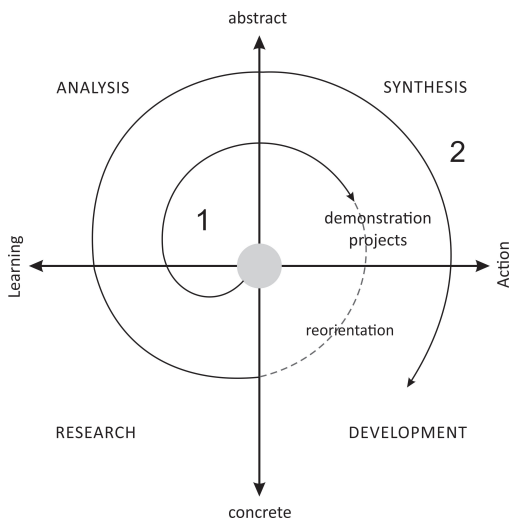 abstract
ANALYSIS
SYNTHESIS
2
1
demonstration
projects
Learning
Action
reorientation
RESEARCH
DEVELOPMENT
concrete